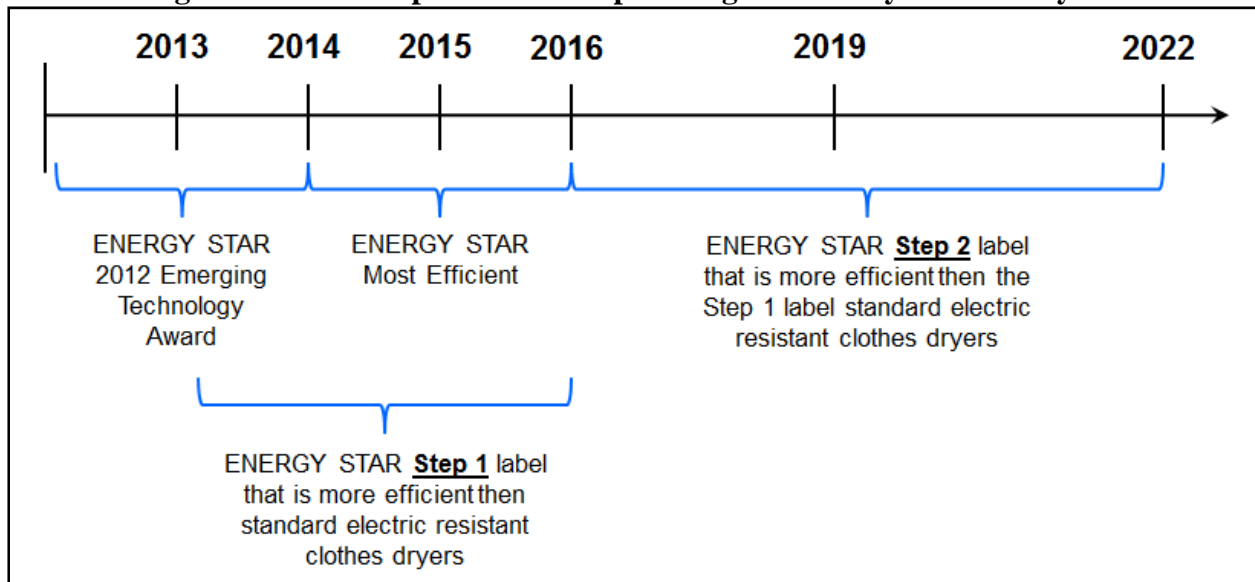 2013 2014 2015 2016 2019 2022
ENERGY STAR
2012 Emerging
Technology
Award
ENERGY STAR
Most Efficient
ENERGY STAR Step 2 label
that is more efficient then the
Step 1 label standard electric
resistant clothes dryers
ENERGY STAR Step 1 label
that is more efficient then
standard electric resistant
clothes dryers